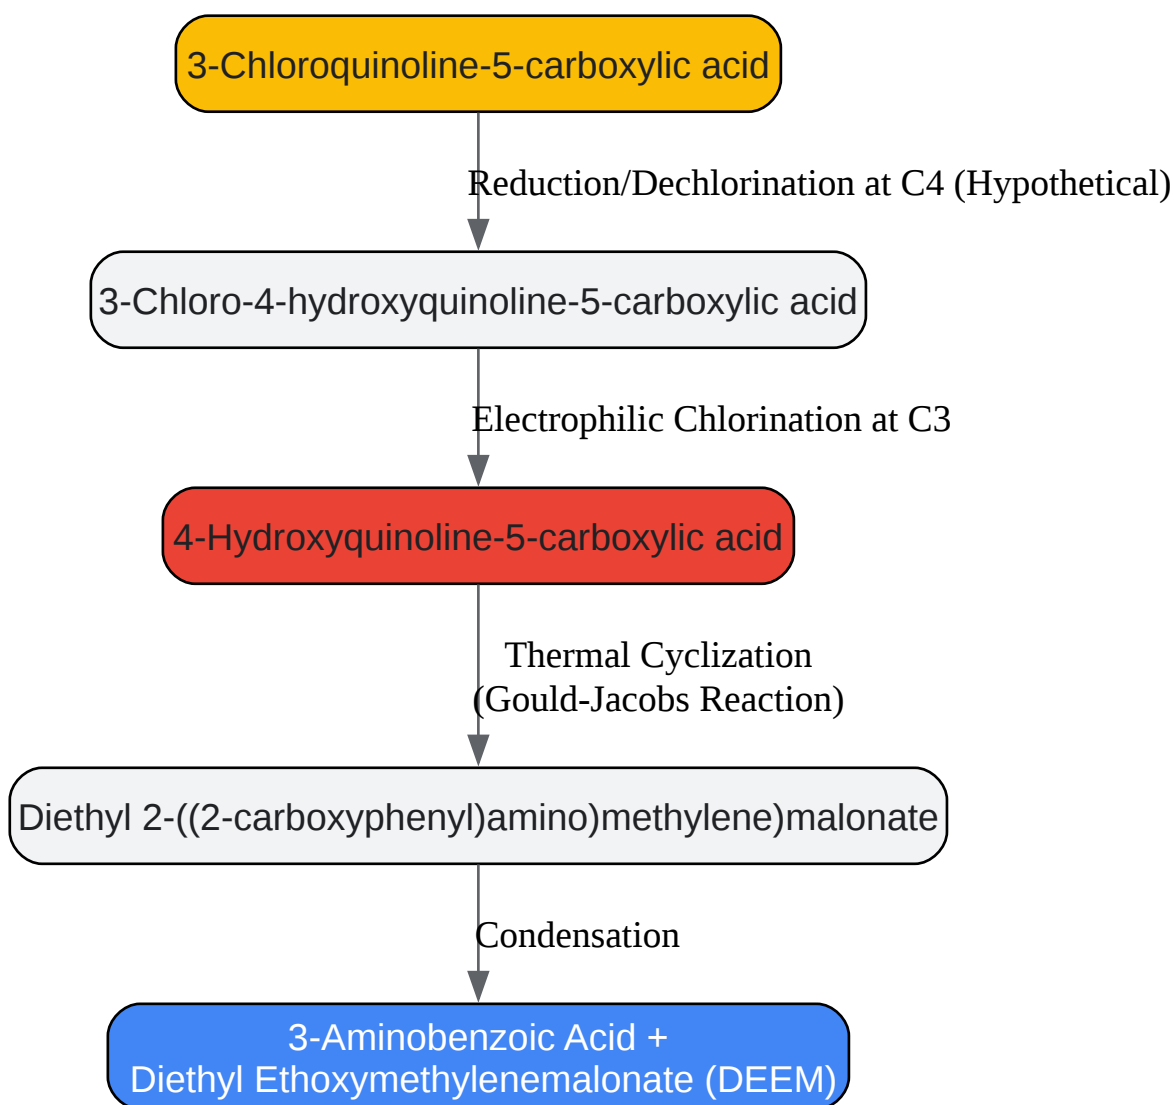 3-Chloroquinoline-5-carboxylic acid
Reduction/Dechlorination at C4 (Hypothetical)
3-Chloro-4-hydroxyquinoline-5-carboxylic acid
Electrophilic Chlorination at C3
4-Hydroxyquinoline-5-carboxylic acid
Thermal Cyclization
(Gould-Jacobs Reaction)
Diethyl 2-((2-carboxyphenyl)amino)methylene)malonate
Condensation
3-Aminobenzoic Acid +
Diethyl Ethoxymethylenemalonate (DEEM)